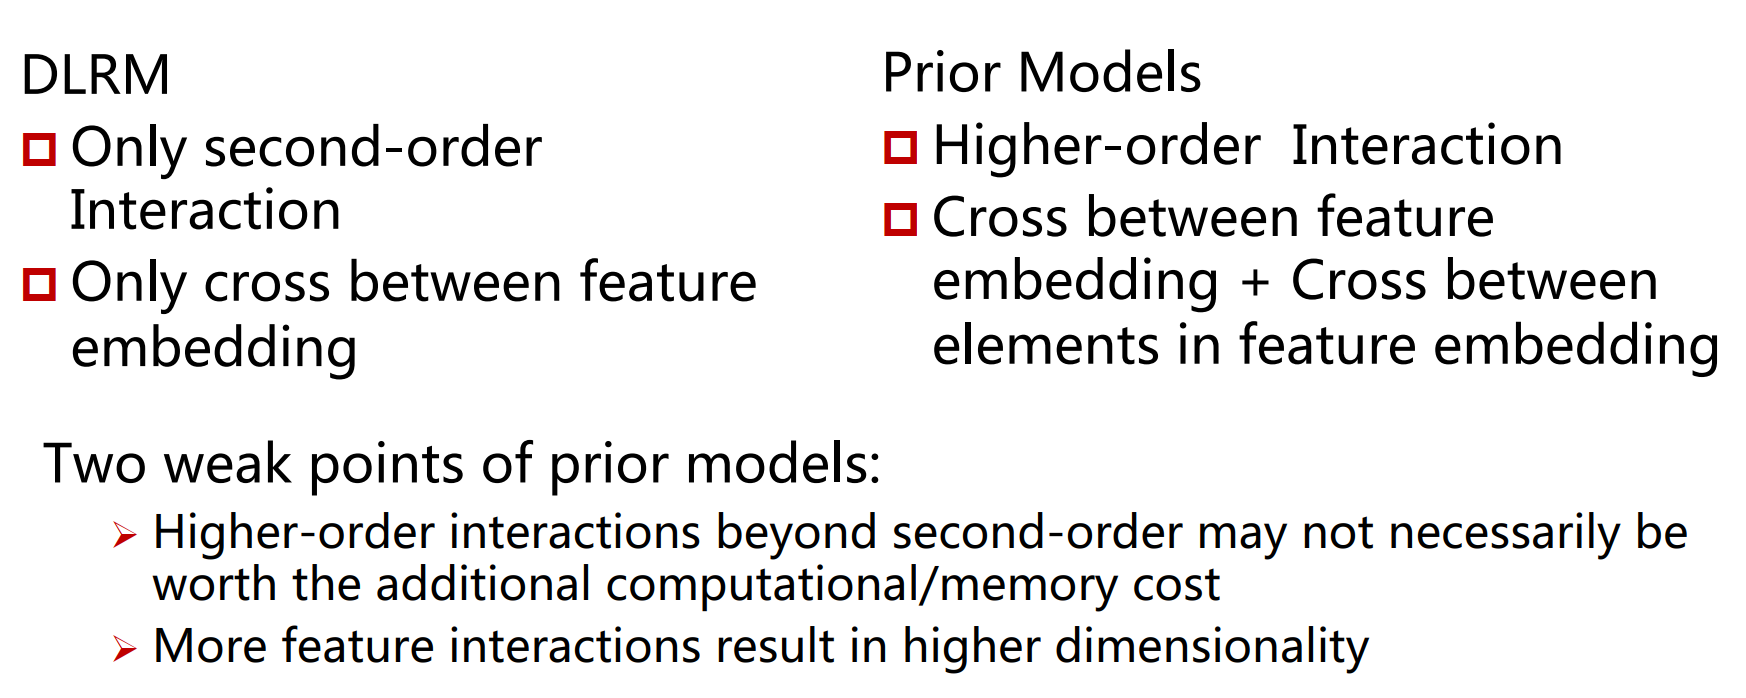 DLRM
Only second-order
Interaction
Only cross between feature
embedding
Prior Models
Higher-order  Interaction
Cross between feature
embedding + Cross between
elements in feature embedding
Two weak points of prior models:
Higher-order interactions beyond second-order may not necessarily be
worth the additional computational/memory cost
More feature interactions result in higher dimensionality